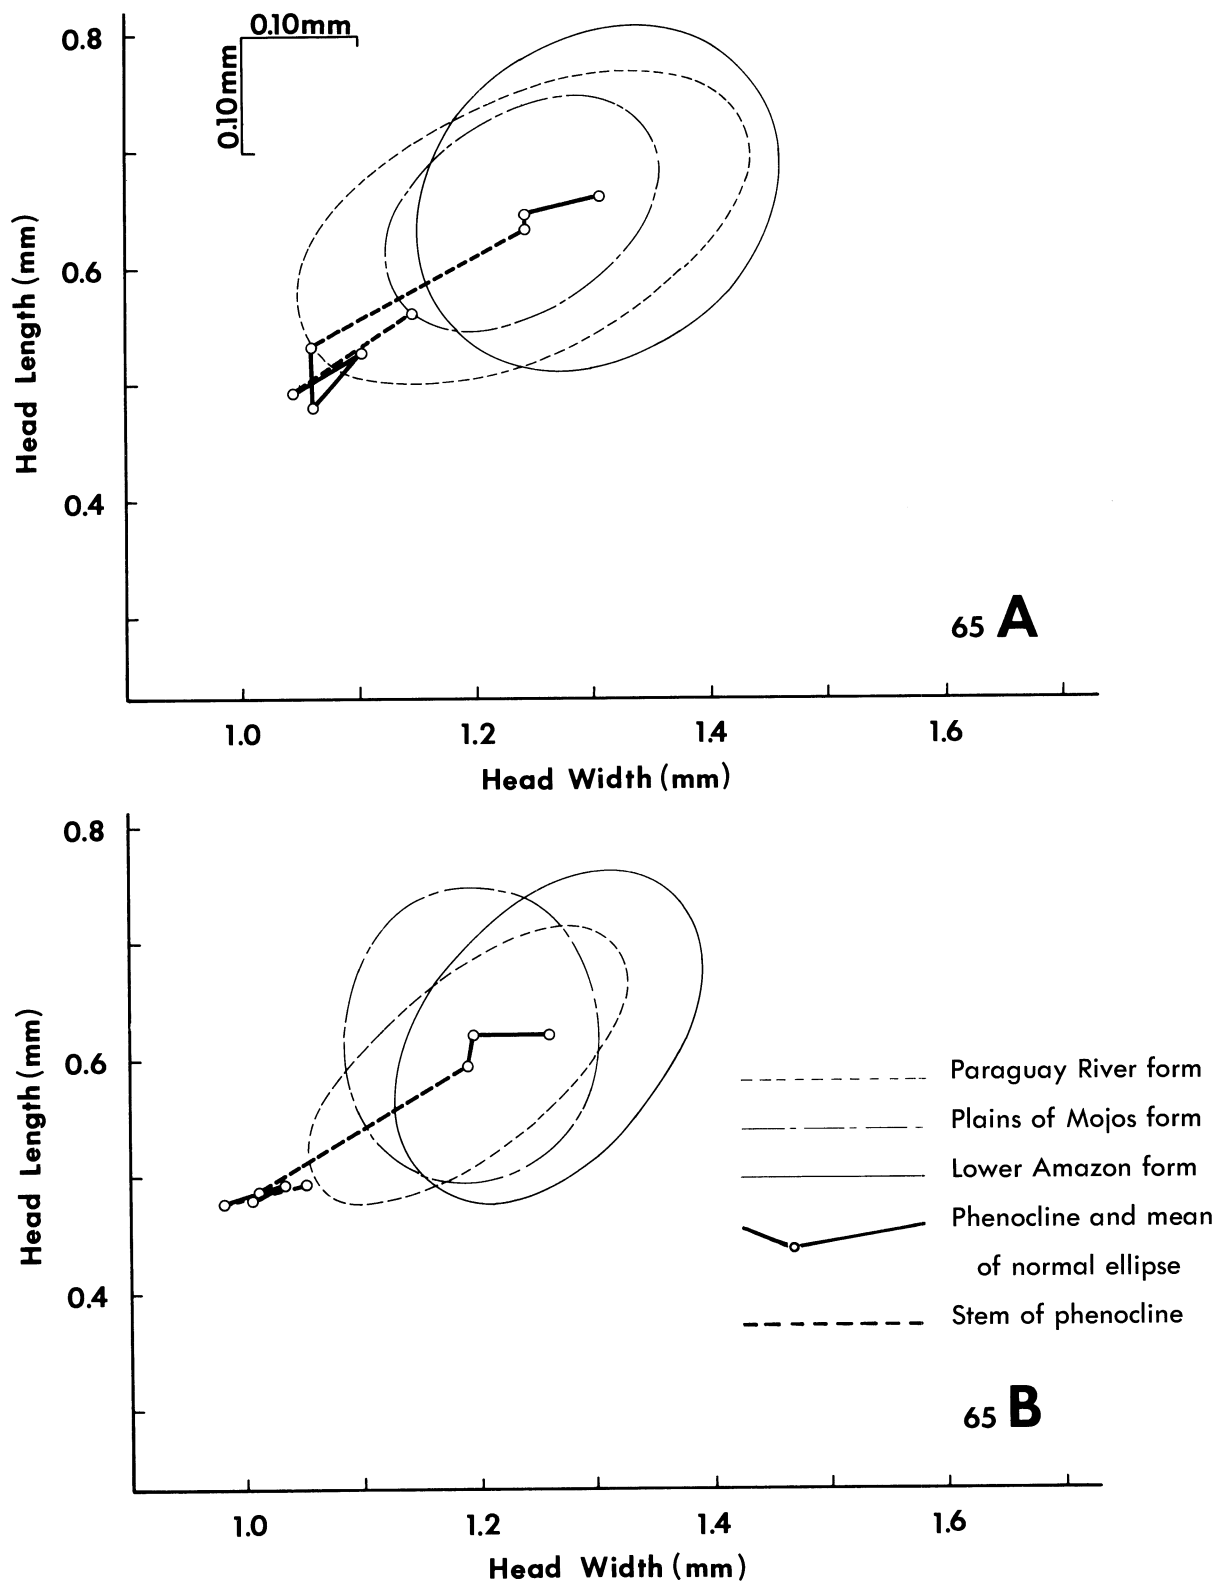 0.10mm
0.10mm
0.8
0.6
0.4
Head Length (mm)
65 A
1.0 1.2 1.4 1.6
Head Width (mm)
0.8
0.6
0.4
Head Length (mm)
Paraguay River form
Plains of Mojos form
Lower Amazon form
Phenocline and mean
of normal ellipse
Stem of phenocline
65 B
1.0 1.2 1.4 1.6
Head Width (mm)